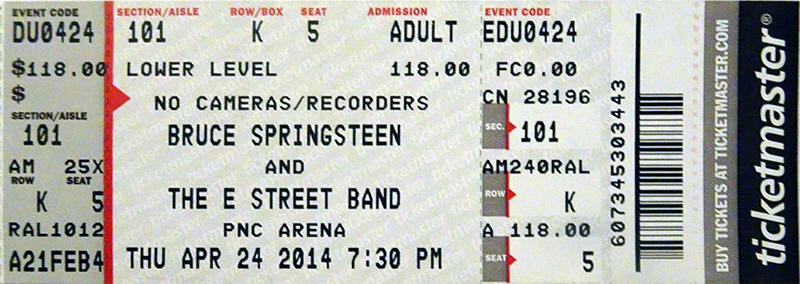 EVENT CODE
DU0424
$118.00
$
SECTION/AISLE
101
AM 25X
ROW SEAT
K 5
RAL1012
A21FEB4
SECTION/AISLE ROW/BOX SEAT ADMISSION
101 K 5 ADULT
LOWER LEVEL 118.00
NO CAMERAS/RECORDERS
BRUCE SPRINGSTEEN
AND
THE E STREET BAND
PNC ARENA
THU APR 24 2014 7:30 PM
EVENT CODE
EDU0424
FC0.00
CN 28196
SEC. 101
AM240RAL
ROW K
A 118.00
SEAT 5
607345303443
BUY TICKETS AT TICKETMASTER.COM
ticketmaster®